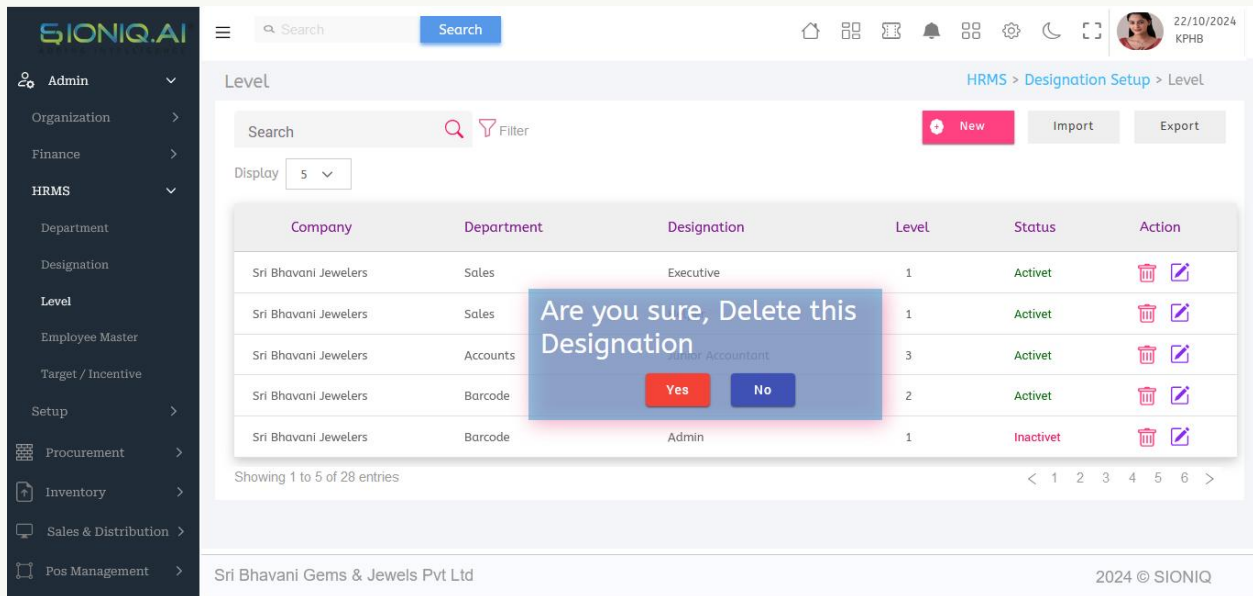 SIONIQ.AI
Search
Search
22/10/2024
KPHB
Admin
Organization
Finance
HRMS
Department
Designation
Level
Employee Master
Target / Incentive
Setup
Procurement
Inventory
Sales & Distribution
Pos Management
Level
HRMS > Designation Setup > Level
Search
Filter
New
Import
Export
Display
5
Company Department Designation Level Status Action
Sri Bhavani Jewelers Sales Executive 1 Activet
Sri Bhavani Jewelers Sales 1 Activet
Sri Bhavani Jewelers Accounts Junior Accountant 3 Activet
Sri Bhavani Jewelers Barcode 2 Activet
Sri Bhavani Jewelers Barcode Admin 1 Inactivet
Are you sure, Delete this
Designation
Yes No
Showing 1 to 5 of 28 entries
< 1 2 3 4 5 6 >
Sri Bhavani Gems & Jewels Pvt Ltd
2024 © SIONIQ